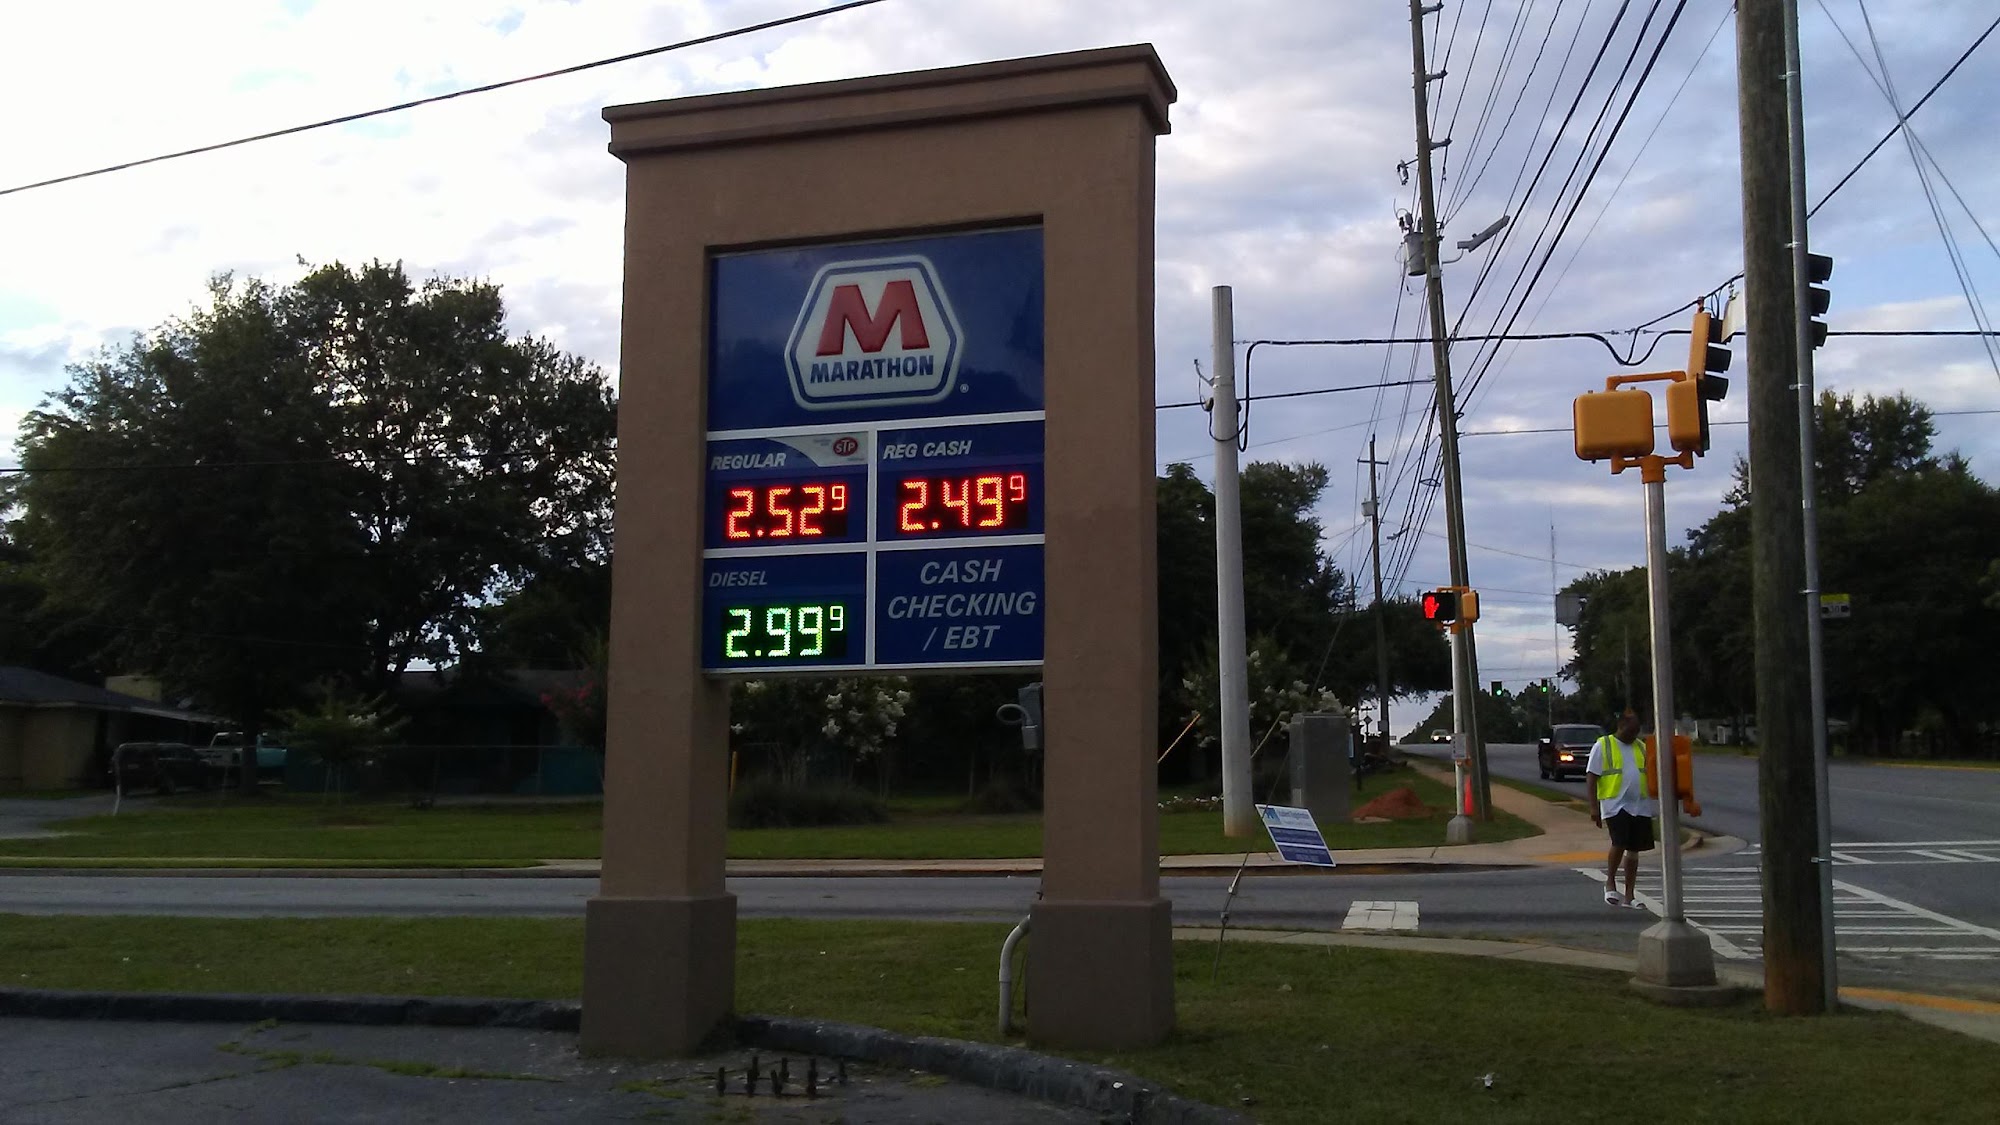 M
MARATHON
®
REGULAR
STP
2.52 9
REG CASH
2.49 9
DIESEL
2.99 9
CASH
CHECKING
/ EBT